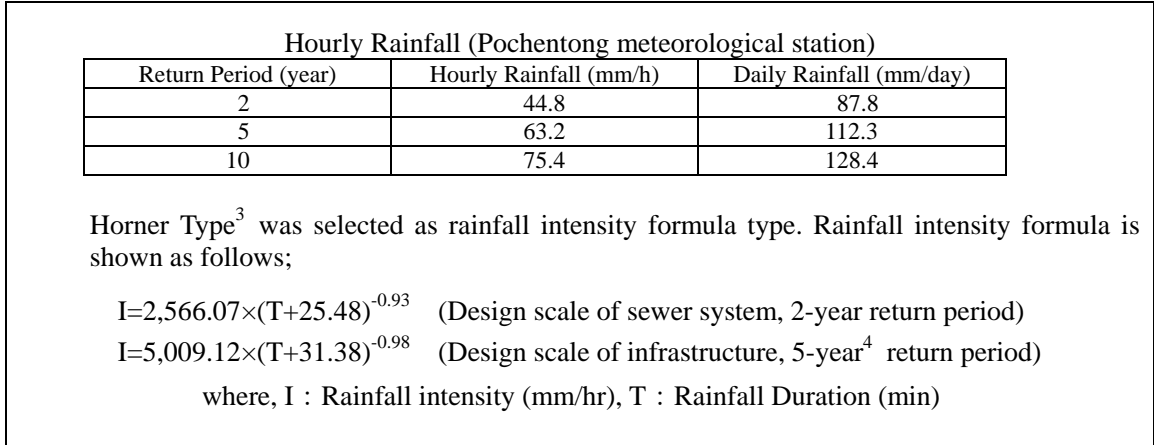 Hourly Rainfall (Pochentong meteorological station)
Return Period (year) Hourly Rainfall (mm/h) Daily Rainfall (mm/day)
2 44.8 87.8
5 63.2 112.3
10 75.4 128.4
Horner Type³ was selected as rainfall intensity formula type. Rainfall intensity formula is
shown as follows;
I=2,566.07×(T+25.48)⁻⁰·⁹³ (Design scale of sewer system, 2-year return period)
I=5,009.12×(T+31.38)⁻⁰·⁹⁸ (Design scale of infrastructure, 5-year⁴ return period)
where, I：Rainfall intensity (mm/hr), T：Rainfall Duration (min)